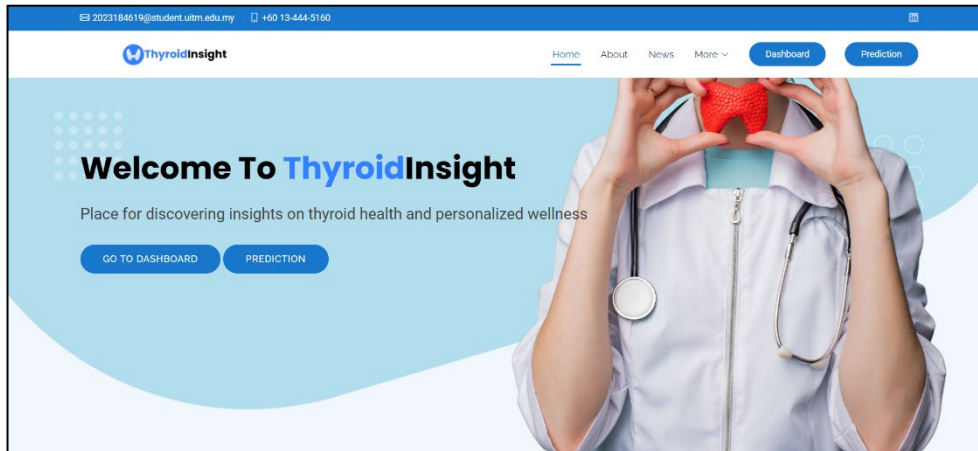 2023184619@student.uitm.edu.my +60 13-444-5160
ThyroidInsight Home About News More Dashboard Prediction
Welcome To ThyroidInsight
Place for discovering insights on thyroid health and personalized wellness
GO TO DASHBOARD PREDICTION